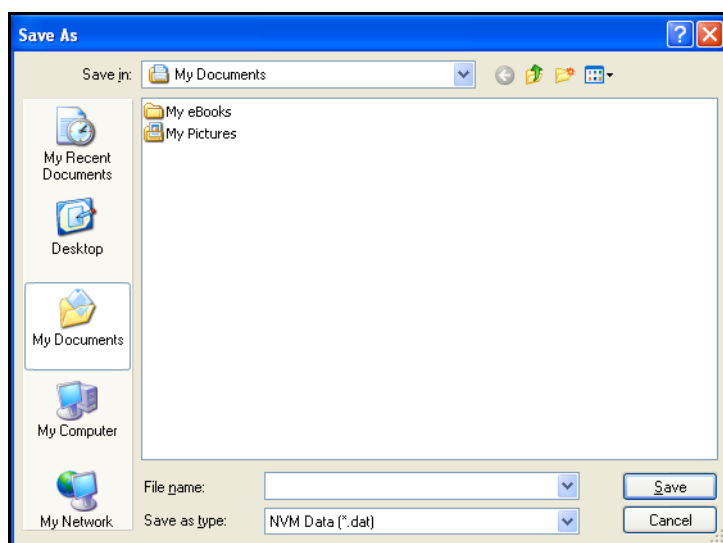 Save As
Save in:
My Documents
My Recent
Documents
Desktop
My Documents
My Computer
My Network
My eBooks
My Pictures
File name:
Save
Save as type:
NVM Data (*.dat)
Cancel